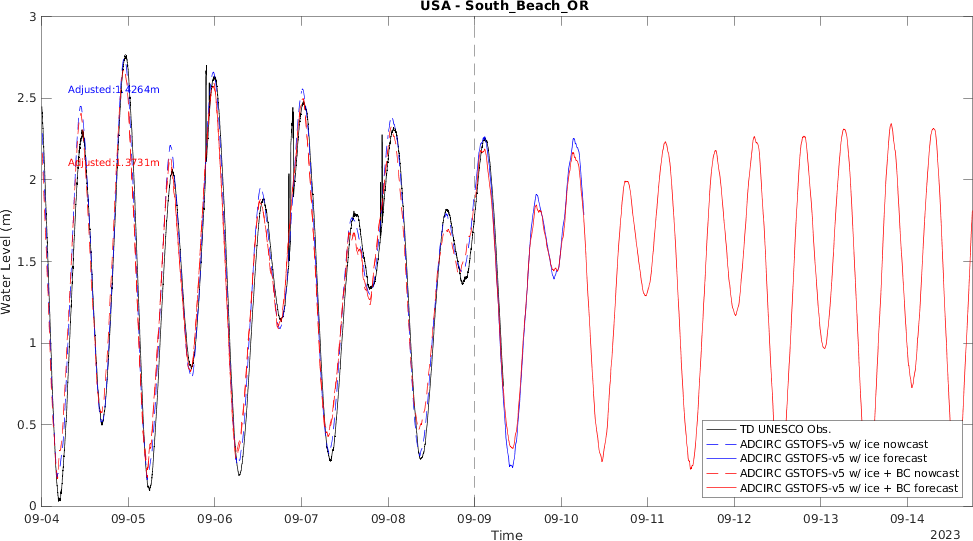 USA - South_Beach_OR
3
2.5
2
1.5
1
0.5
0
Water Level (m)
Adjusted:1.4264m
Adjusted:1.3731m
TD UNESCO Obs.
ADCIRC GSTOFS-v5 w/ ice nowcast
ADCIRC GSTOFS-v5 w/ ice forecast
ADCIRC GSTOFS-v5 w/ ice + BC nowcast
ADCIRC GSTOFS-v5 w/ ice + BC forecast
09-04 09-05 09-06 09-07 09-08 09-09 09-10 09-11 09-12 09-13 09-14
Time
2023